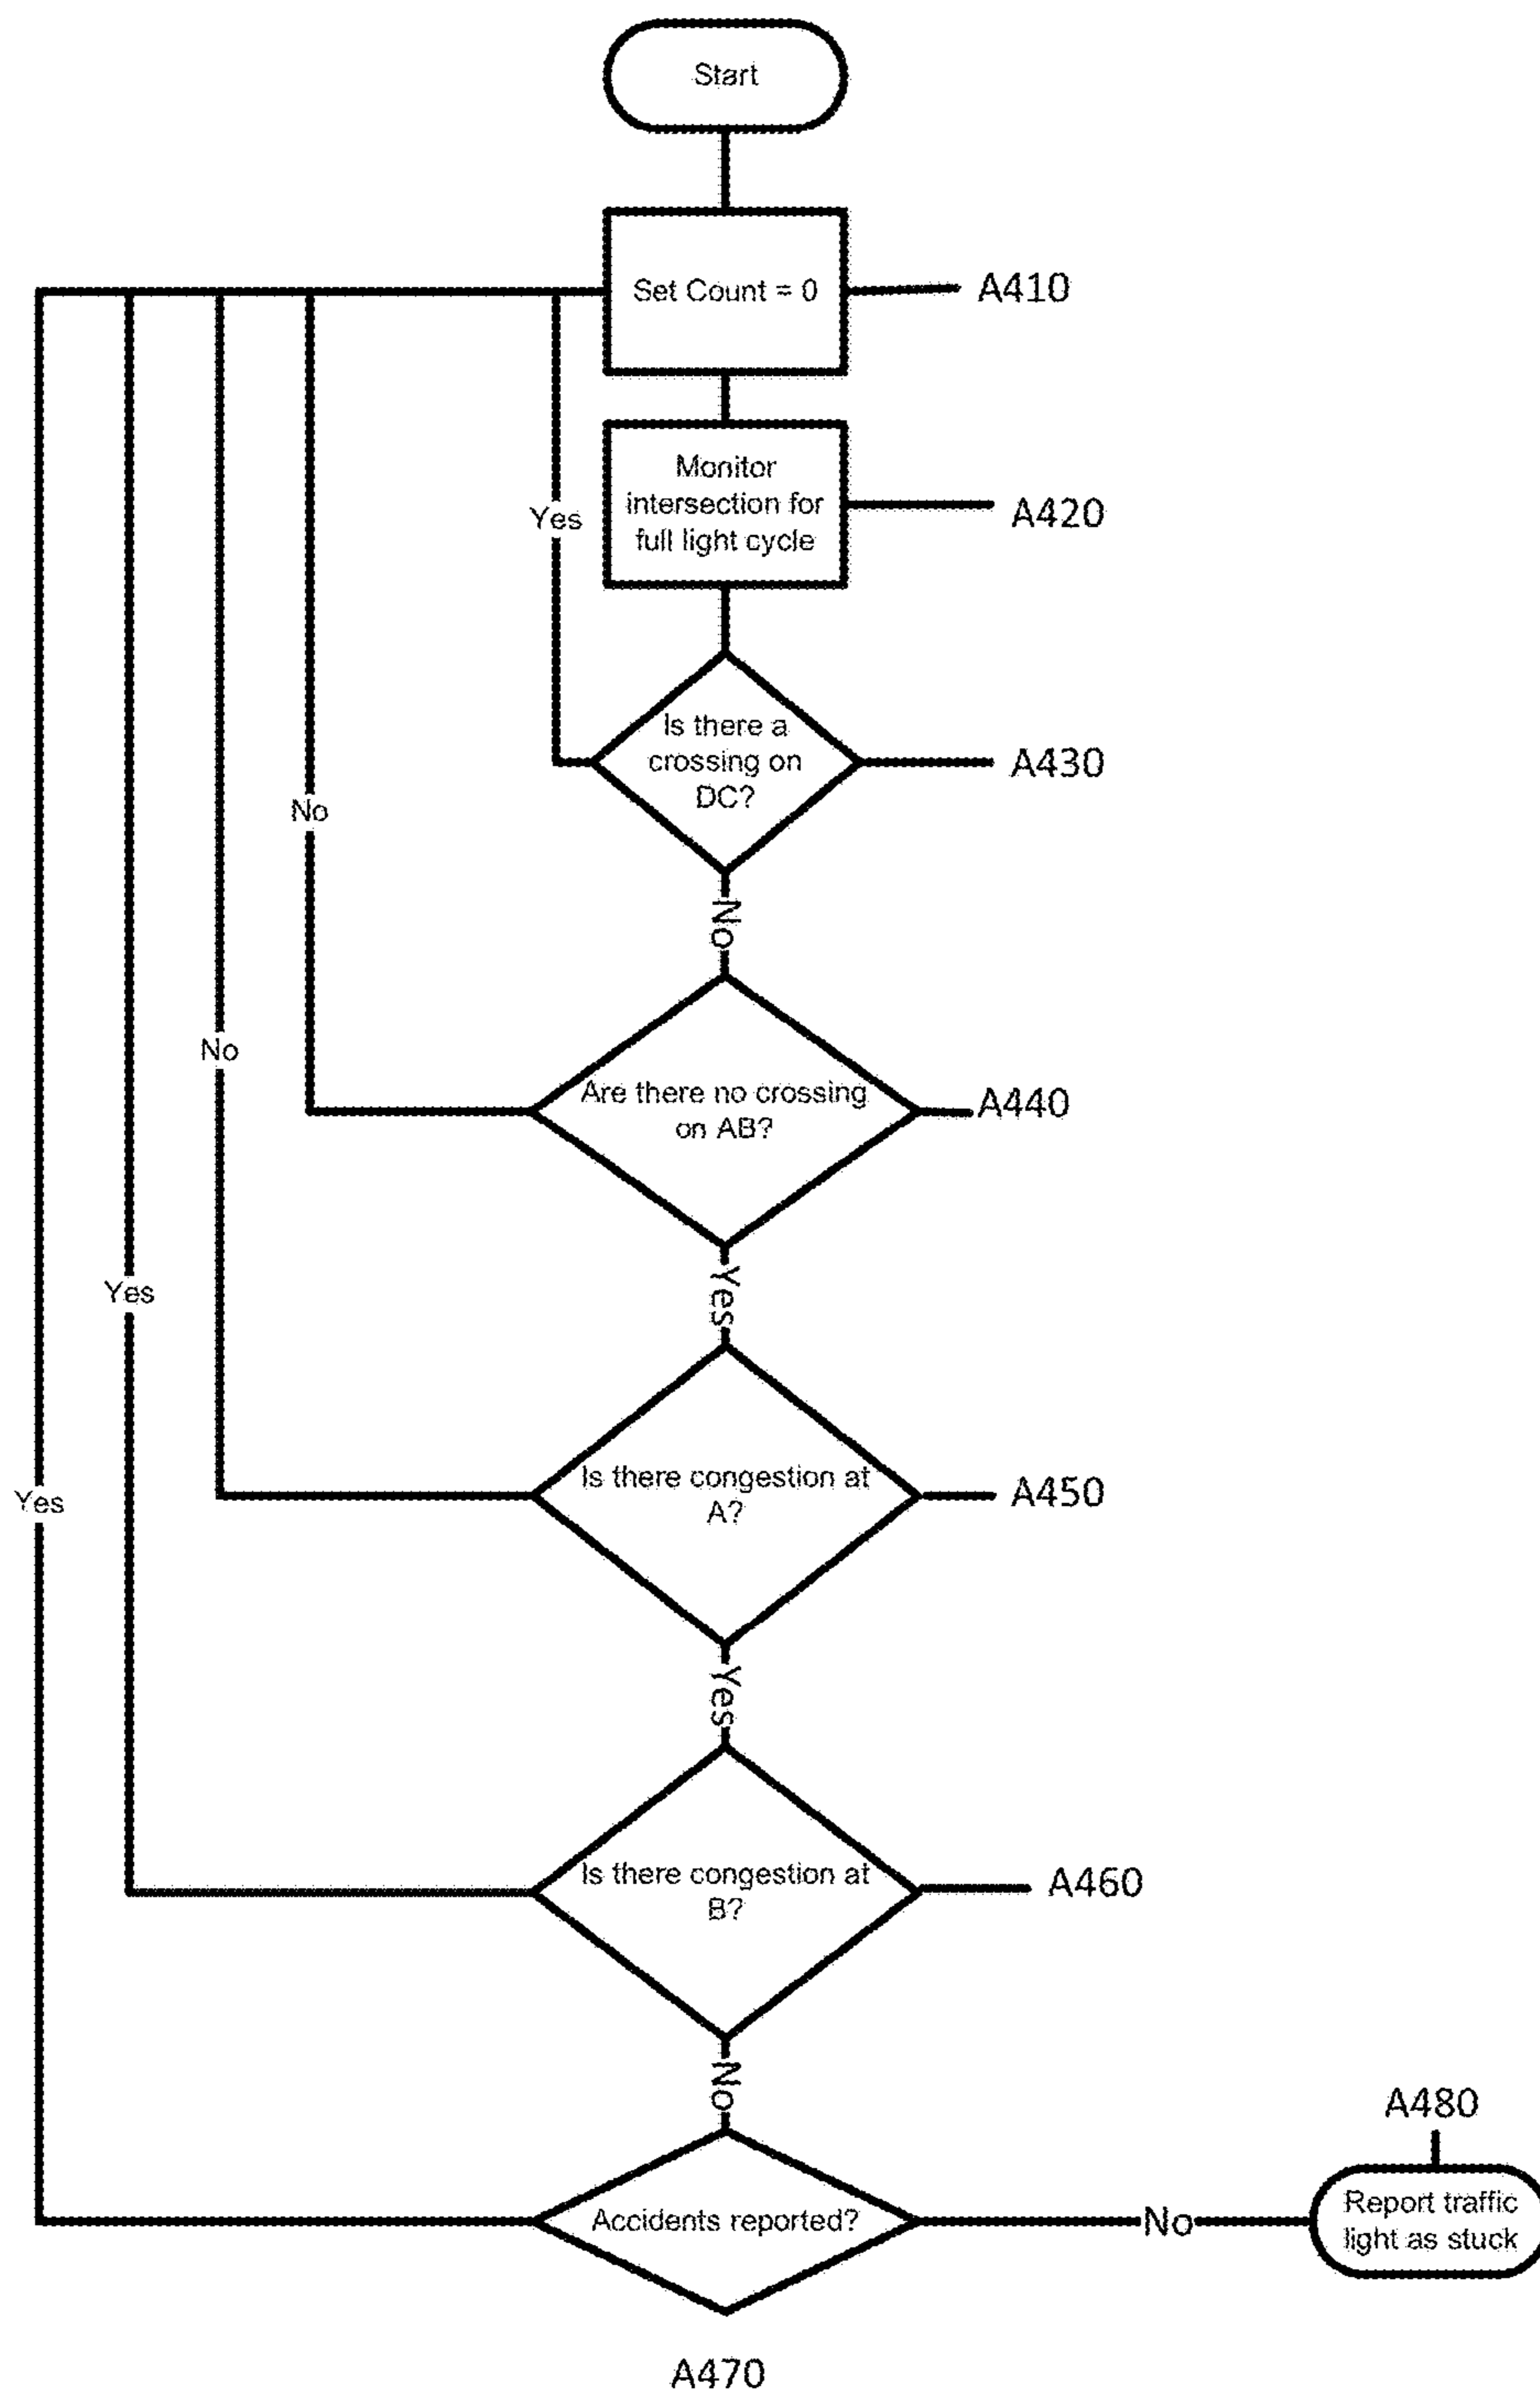 Start
Set Count = 0
A410
Monitor
intersection for
full light cycle
A420
Yes
Is there a
crossing on
DC?
A430
No
No
Are there no crossing
on AB?
A440
No
Yes
Is there congestion at
A?
A450
Yes
Yes
Is there congestion at
B?
A460
Yes
No
Accidents reported?
A470
No
A480
Report traffic
light as stuck